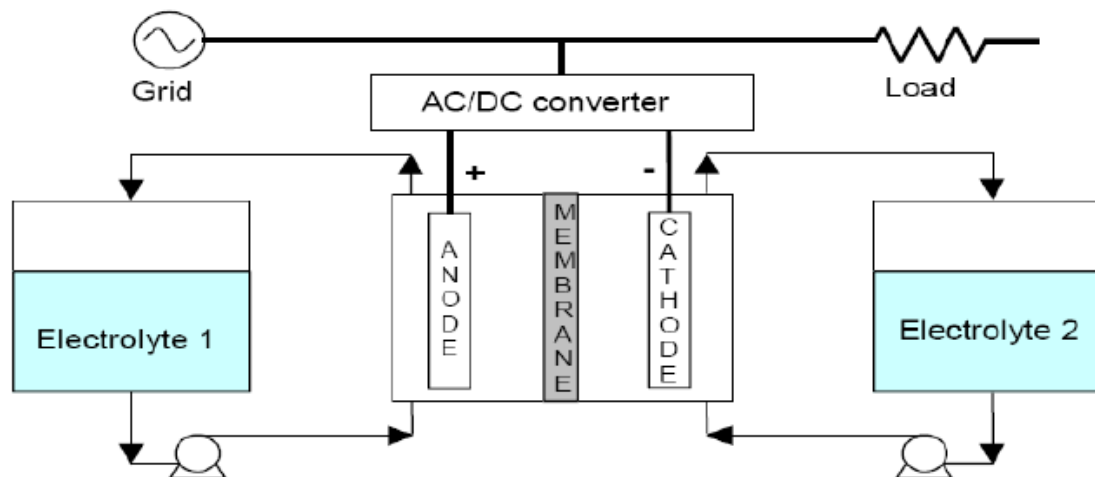 Grid
Load
AC/DC converter
+
-
ANODE
MEMBRANE
CATHODE
Electrolyte 1
Electrolyte 2